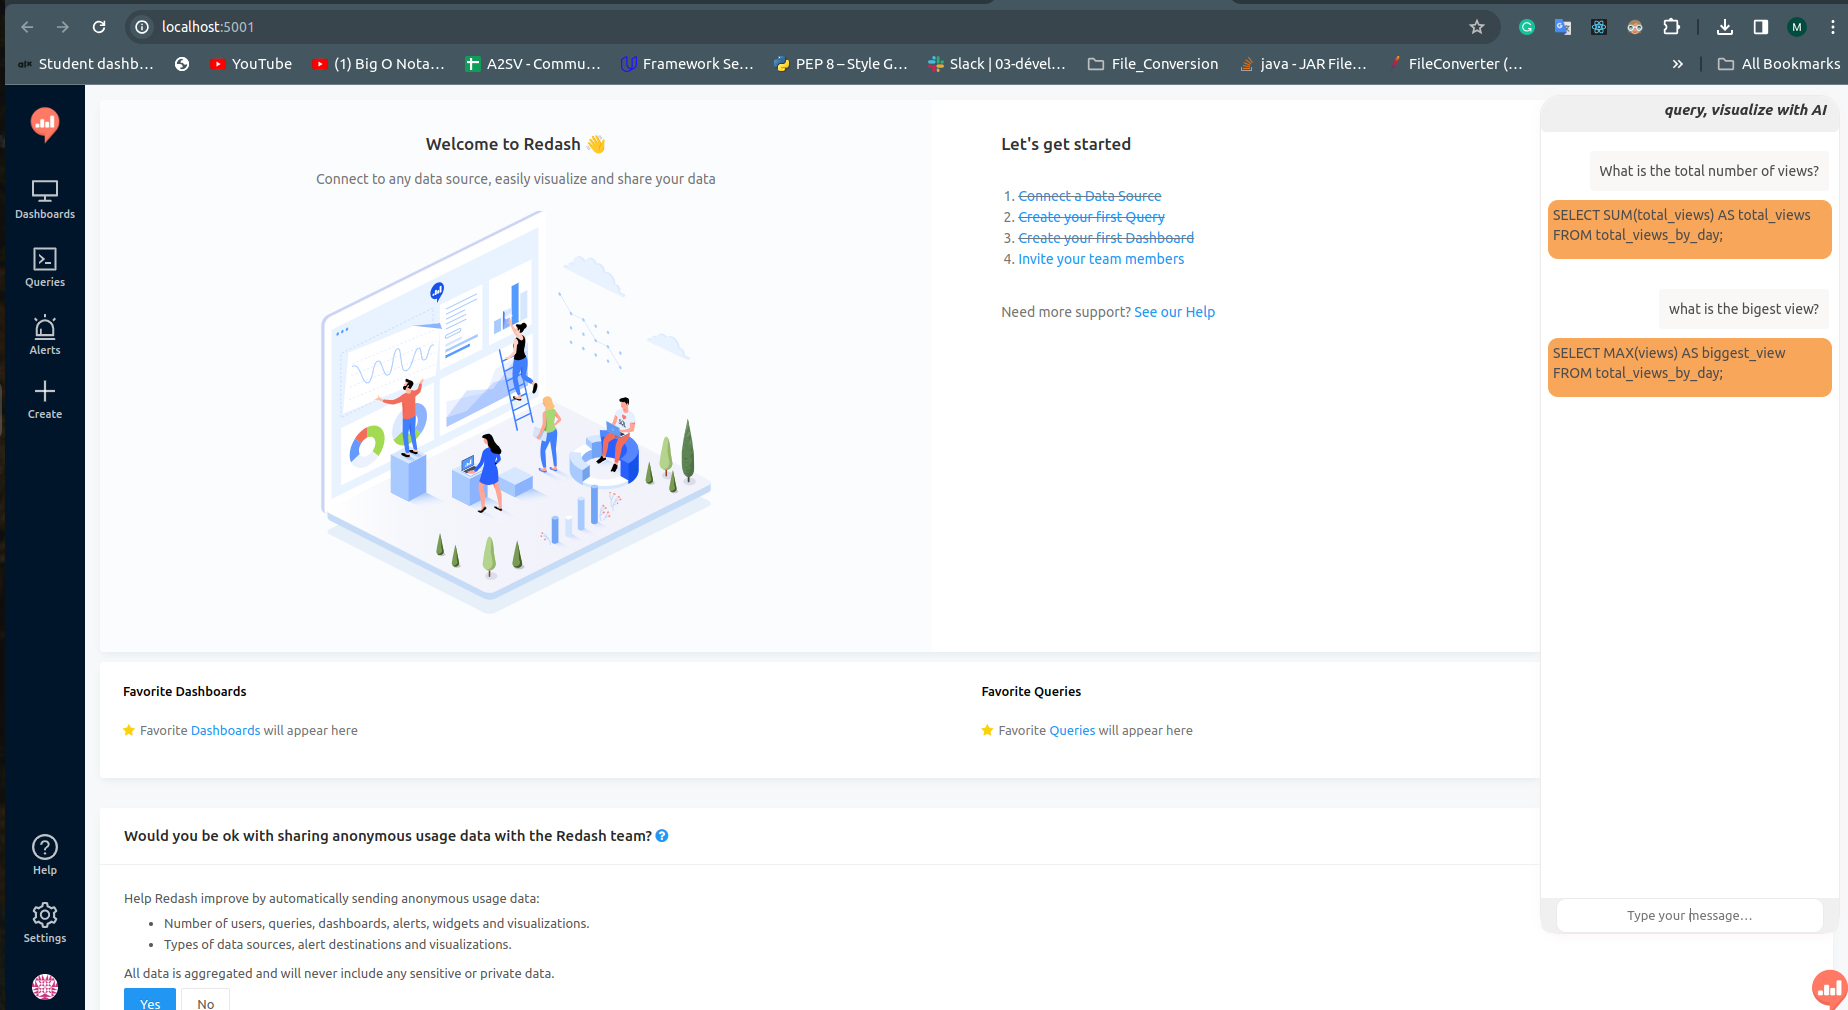 localhost:5001
M
Student dashb...
YouTube
(1) Big O Nota...
A2SV - Commu...
Framework Se...
PEP 8 – Style G...
Slack | 03-dével...
File_Conversion
java - JAR File...
FileConverter (...
»
All Bookmarks
Dashboards
Queries
Alerts
Create
Help
Settings
Welcome to Redash 👋
Connect to any data source, easily visualize and share your data
SQL
Let's get started
1. Connect a Data Source
2. Create your first Query
3. Create your first Dashboard
4. Invite your team members
Need more support? See our Help
Favorite Dashboards
Favorite Dashboards will appear here
Favorite Queries
Favorite Queries will appear here
Would you be ok with sharing anonymous usage data with the Redash team?
Help Redash improve by automatically sending anonymous usage data:
• Number of users, queries, dashboards, alerts, widgets and visualizations.
• Types of data sources, alert destinations and visualizations.
All data is aggregated and will never include any sensitive or private data.
Yes
No
query, visualize with AI
What is the total number of views?
SELECT SUM(total_views) AS total_views
FROM total_views_by_day;
what is the bigest view?
SELECT MAX(views) AS biggest_view
FROM total_views_by_day;
Type your message...